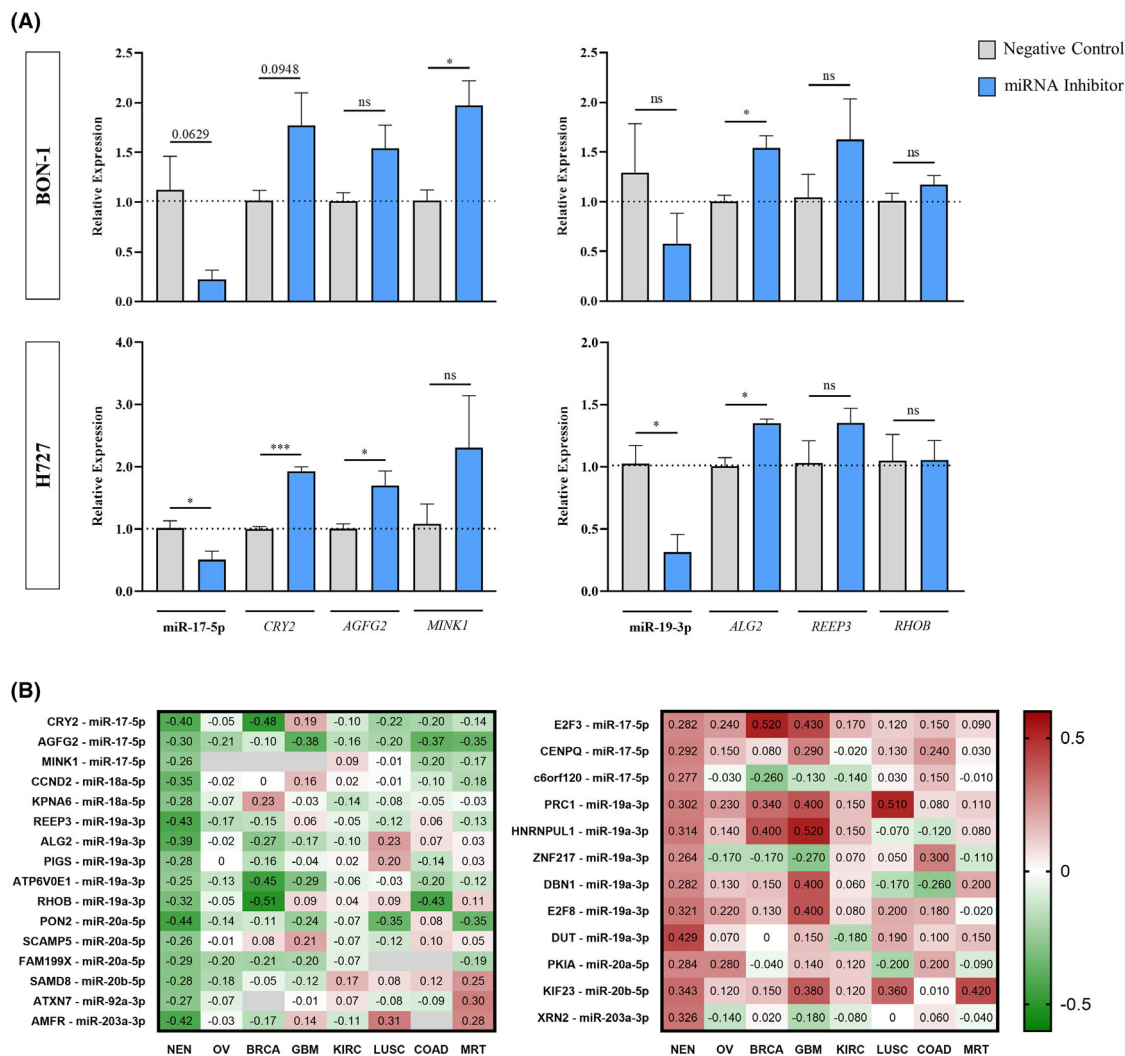 (A)
Negative Control
miRNA Inhibitor
BON-1
Relative Expression
2.5
2.0
1.5
1.0
0.5
0.0
0.0629
0.0948
ns
*
Relative Expression
2.5
2.0
1.5
1.0
0.5
0.0
ns
*
ns
ns
H727
Relative Expression
4.0
3.0
2.0
1.0
0.0
*
***
*
ns
miR-17-5p CRY2 AGFG2 MINK1
Relative Expression
2.0
1.5
1.0
0.5
0.0
*
*
ns
ns
miR-19-3p ALG2 REEP3 RHOB
(B)
CRY2 - miR-17-5p -0.40 -0.05 -0.48 0.19 -0.10 -0.22 -0.20 -0.14
AGFG2 - miR-17-5p -0.30 -0.21 -0.10 -0.38 -0.16 -0.20 -0.37 -0.35
MINK1 - miR-17-5p -0.26 0.09 -0.01 -0.20 -0.17
CCND2 - miR-18a-5p -0.35 -0.02 0 0.16 -0.02 -0.01 -0.10 -0.18
KPNA6 - miR-18a-5p -0.28 -0.07 0.23 -0.03 -0.14 -0.08 -0.05 -0.03
REEP3 - miR-19a-3p -0.43 -0.17 -0.15 0.06 -0.05 -0.12 0.06 -0.13
ALG2 - miR-19a-3p -0.39 -0.02 -0.27 -0.17 -0.10 0.23 0.07 0.03
PIGS - miR-19a-3p -0.28 0 -0.16 -0.04 0.02 0.20 -0.14 0.03
ATP6V0E1 - miR-19a-3p -0.25 -0.13 -0.45 -0.29 -0.06 -0.03 -0.20 -0.12
RHOB - miR-19a-3p -0.32 -0.05 -0.51 0.09 0.04 0.09 -0.43 0.11
PON2 - miR-20a-5p -0.44 -0.14 -0.11 -0.24 -0.07 -0.35 0.08 -0.35
SCAMP5 - miR-20a-5p -0.26 -0.01 0.08 0.21 -0.07 -0.12 0.10 0.05
FAM199X - miR-20a-5p -0.29 -0.20 -0.21 -0.20 -0.07 -0.19
SAMD8 - miR-20b-5p -0.28 -0.18 -0.05 -0.12 0.17 0.08 0.12 0.25
ATXN7 - miR-92a-3p -0.27 -0.07 -0.01 0.07 -0.08 -0.09 0.30
AMFR - miR-203a-3p -0.42 -0.03 -0.17 0.14 -0.11 0.31 0.28
NEN OV BRCA GBM KIRC LUSC COAD MRT
E2F3 - miR-17-5p 0.282 0.240 0.520 0.430 0.170 0.120 0.150 0.090
CENPQ - miR-17-5p 0.292 0.150 0.080 0.290 -0.020 0.130 0.240 0.030
c6orf120 - miR-17-5p 0.277 -0.030 -0.260 -0.130 -0.140 0.030 0.150 -0.010
PRC1 - miR-19a-3p 0.302 0.230 0.340 0.400 0.150 0.510 0.080 0.110
HNRNPUL1 - miR-19a-3p 0.314 0.140 0.400 0.520 0.150 -0.070 -0.120 0.080
ZNF217 - miR-19a-3p 0.264 -0.170 -0.170 -0.270 0.070 0.050 0.300 -0.110
DBN1 - miR-19a-3p 0.282 0.130 0.150 0.400 0.060 -0.170 -0.260 0.200
E2F8 - miR-19a-3p 0.321 0.220 0.130 0.400 0.080 0.200 0.180 -0.020
DUT - miR-19a-3p 0.429 0.070 0 0.150 -0.180 0.190 0.100 0.150
PKIA - miR-20a-5p 0.284 0.280 -0.040 0.140 0.120 -0.200 0.200 -0.090
KIF23 - miR-20b-5p 0.343 0.120 0.150 0.380 0.120 0.360 0.010 0.420
XRN2 - miR-203a-3p 0.326 -0.140 0.020 -0.180 -0.080 0 0.060 -0.040
NEN OV BRCA GBM KIRC LUSC COAD MRT
0.5
0
-0.5